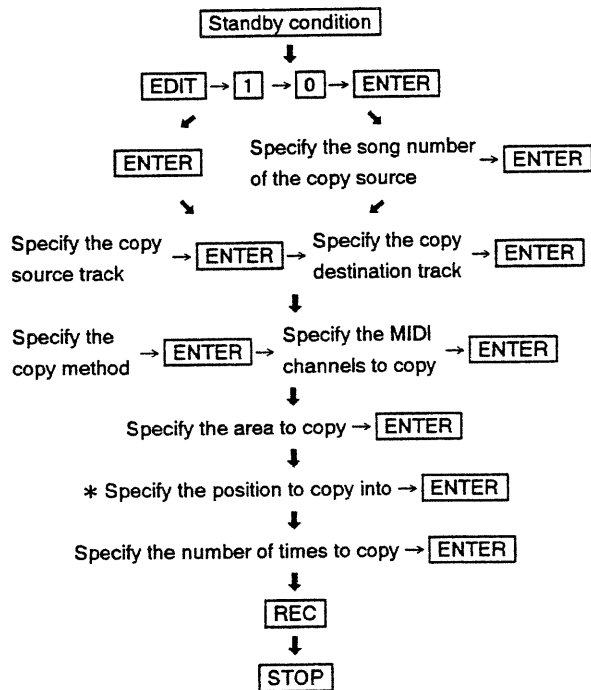 Standby condition
EDIT → 1 → 0 → ENTER
ENTER
Specify the song number
of the copy source → ENTER
Specify the copy
source track → ENTER → Specify the copy
destination track → ENTER
Specify the
copy method → ENTER → Specify the MIDI
channels to copy → ENTER
Specify the area to copy → ENTER
* Specify the position to copy into → ENTER
Specify the number of times to copy → ENTER
REC
STOP